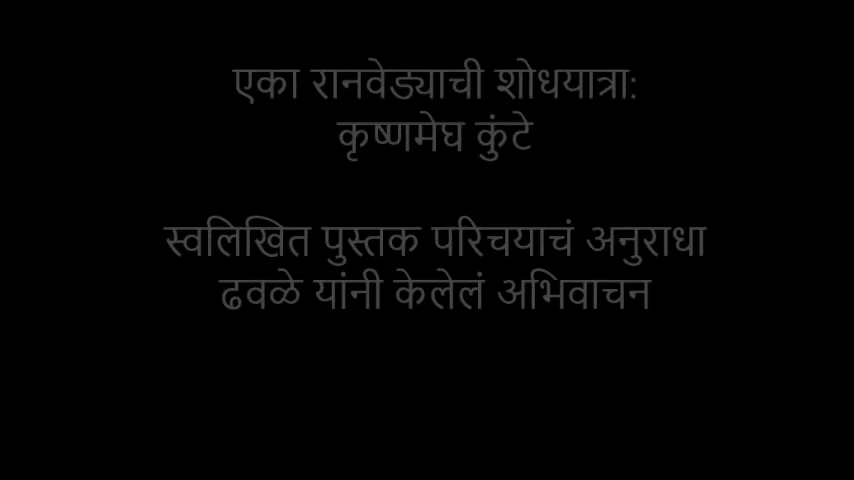 एका रानवेड्याची शोधयात्रा:
कृष्णमेघ कुंटे
स्वलिखित पुस्तक परिचयाचं अनुराधा
ढवळे यांनी केलेलं अभिवाचन